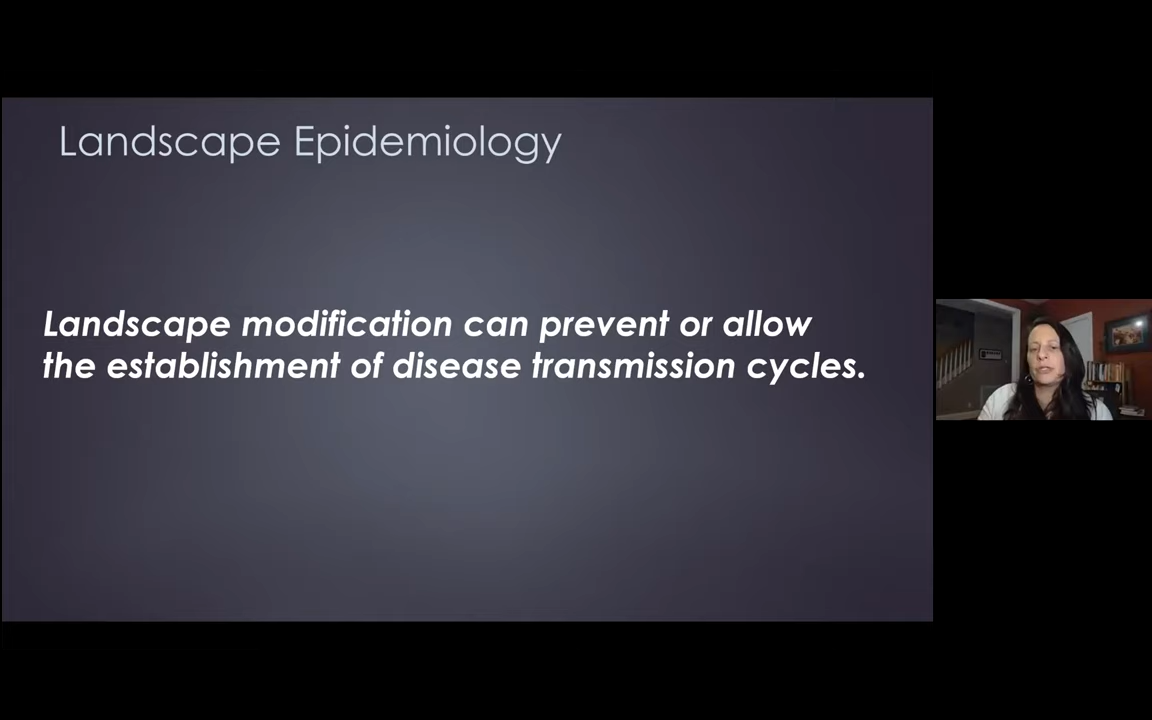 Landscape Epidemiology
Landscape modification can prevent or allow
the establishment of disease transmission cycles.